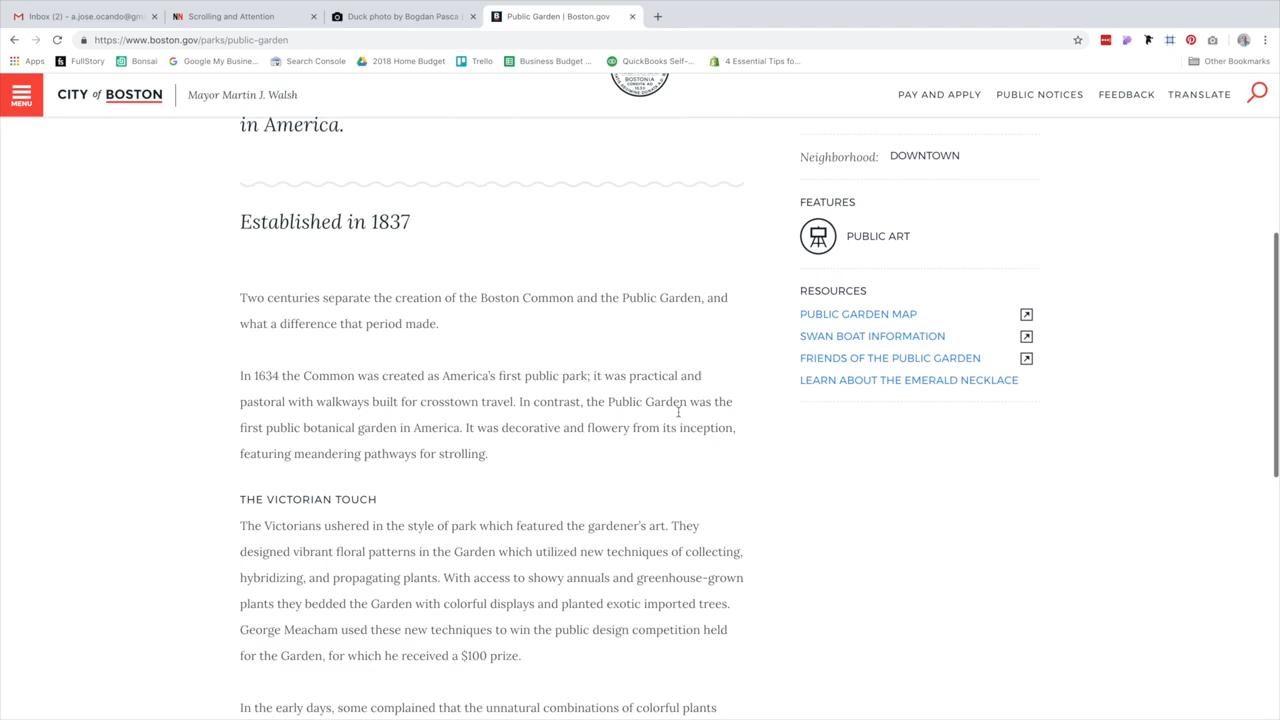 Inbox (2) - a.jose.ocando@gm
Scrolling and Attention
Duck photo by Bogdan Pasca |
Public Garden | Boston.gov
https://www.boston.gov/parks/public-garden
Apps
FullStory
Bonsai
Google My Busine...
Search Console
2018 Home Budget
Trello
Business Budget ...
QuickBooks Self-...
4 Essential Tips fo...
Other Bookmarks
MENU
CITY of BOSTON
Mayor Martin J. Walsh
BOSTONIA
PAY AND APPLY
PUBLIC NOTICES
FEEDBACK
TRANSLATE
in America.
Established in 1837
Two centuries separate the creation of the Boston Common and the Public Garden, and
what a difference that period made.
In 1634 the Common was created as America’s first public park; it was practical and
pastoral with walkways built for crosstown travel. In contrast, the Public Garden was the
first public botanical garden in America. It was decorative and flowery from its inception,
featuring meandering pathways for strolling.
THE VICTORIAN TOUCH
The Victorians ushered in the style of park which featured the gardener’s art. They
designed vibrant floral patterns in the Garden which utilized new techniques of collecting,
hybridizing, and propagating plants. With access to showy annuals and greenhouse-grown
plants they bedded the Garden with colorful displays and planted exotic imported trees.
George Meacham used these new techniques to win the public design competition held
for the Garden, for which he received a $100 prize.
In the early days, some complained that the unnatural combinations of colorful plants
Neighborhood: DOWNTOWN
FEATURES
PUBLIC ART
RESOURCES
PUBLIC GARDEN MAP
SWAN BOAT INFORMATION
FRIENDS OF THE PUBLIC GARDEN
LEARN ABOUT THE EMERALD NECKLACE